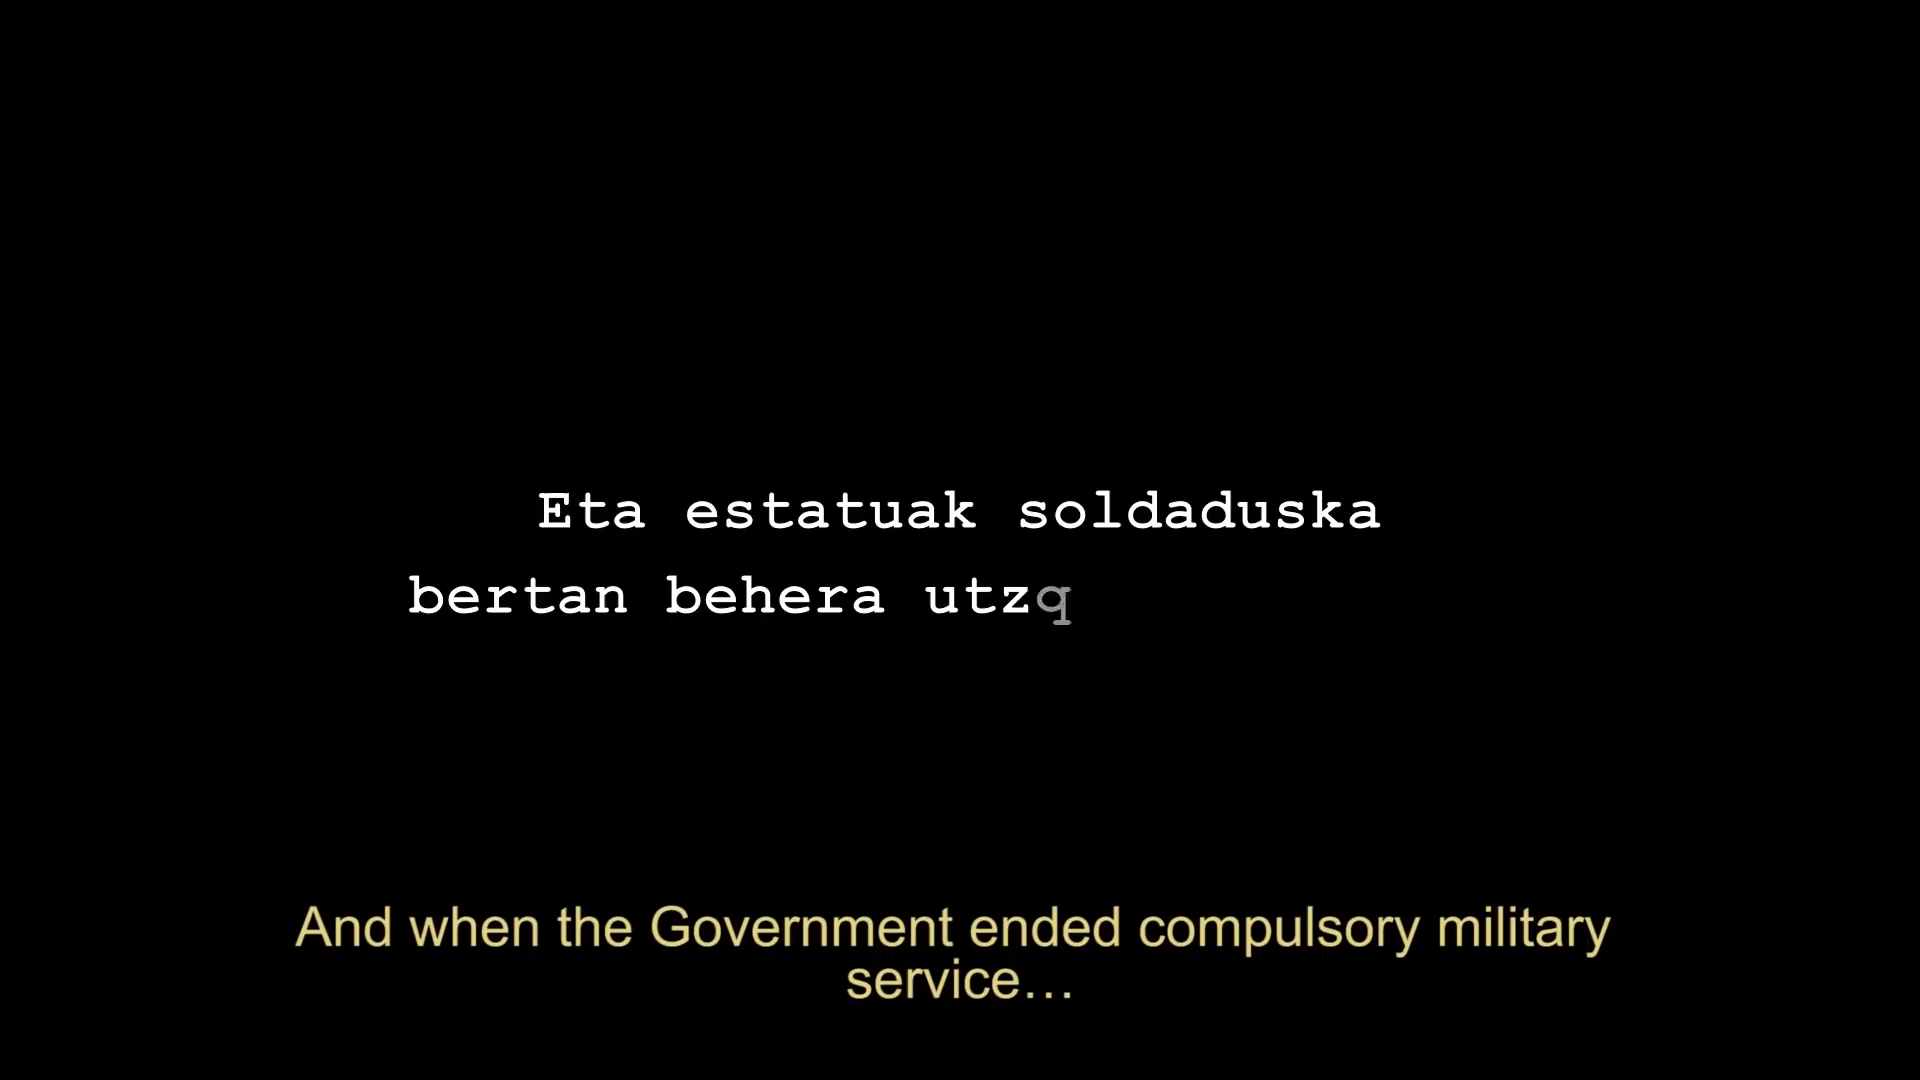 Eta estatuak soldaduska
bertan behera utzq
And when the Government ended compulsory military
service…